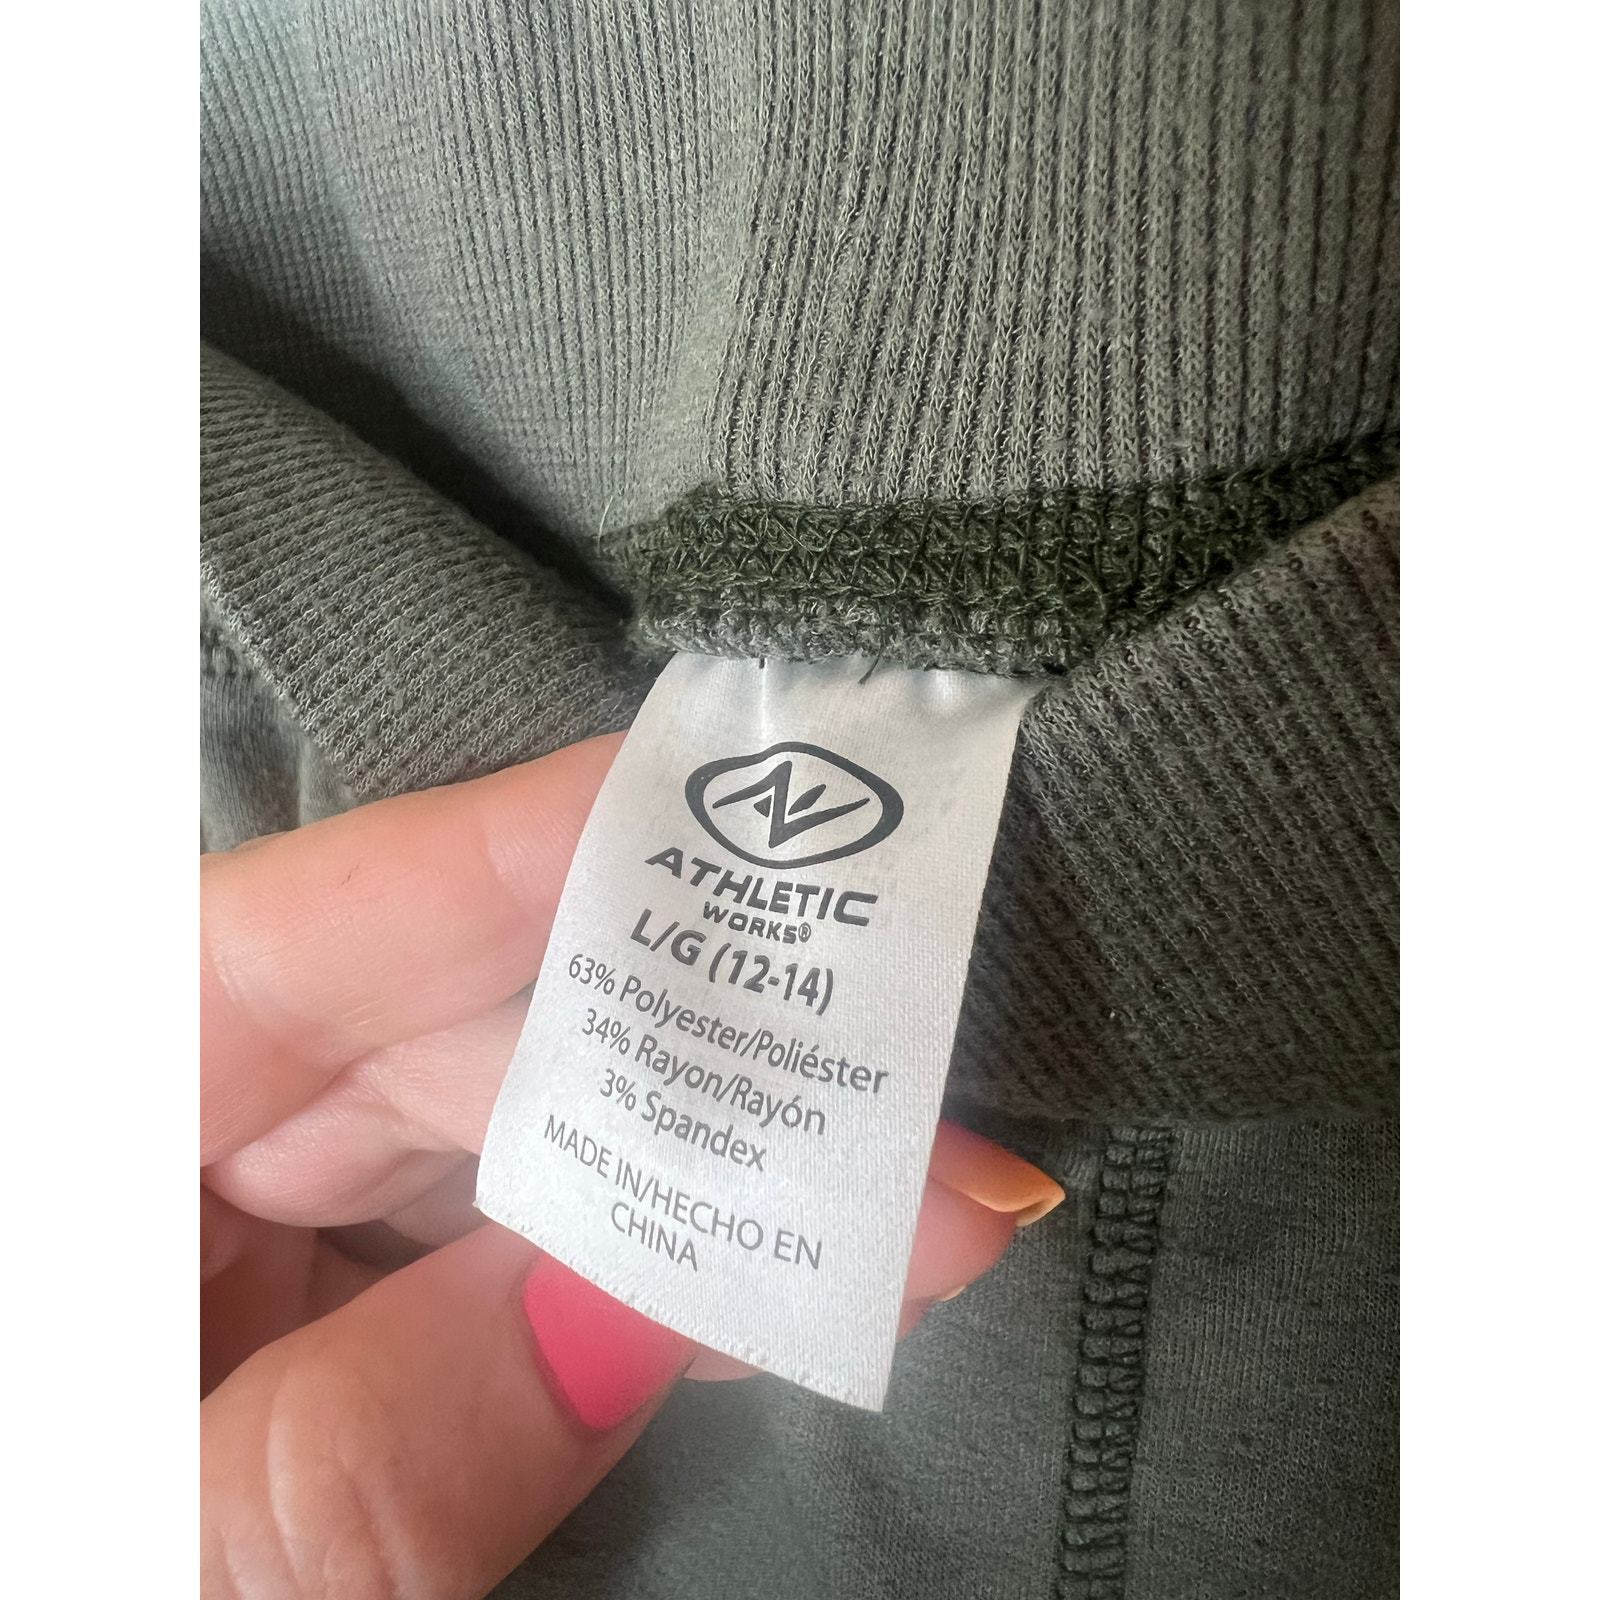 ATHLETIC
WORKS®
L/G (12-14)
63% Polyester/Poliéster
34% Rayon/Rayón
3% Spandex
MADE IN/HECHO EN
CHINA